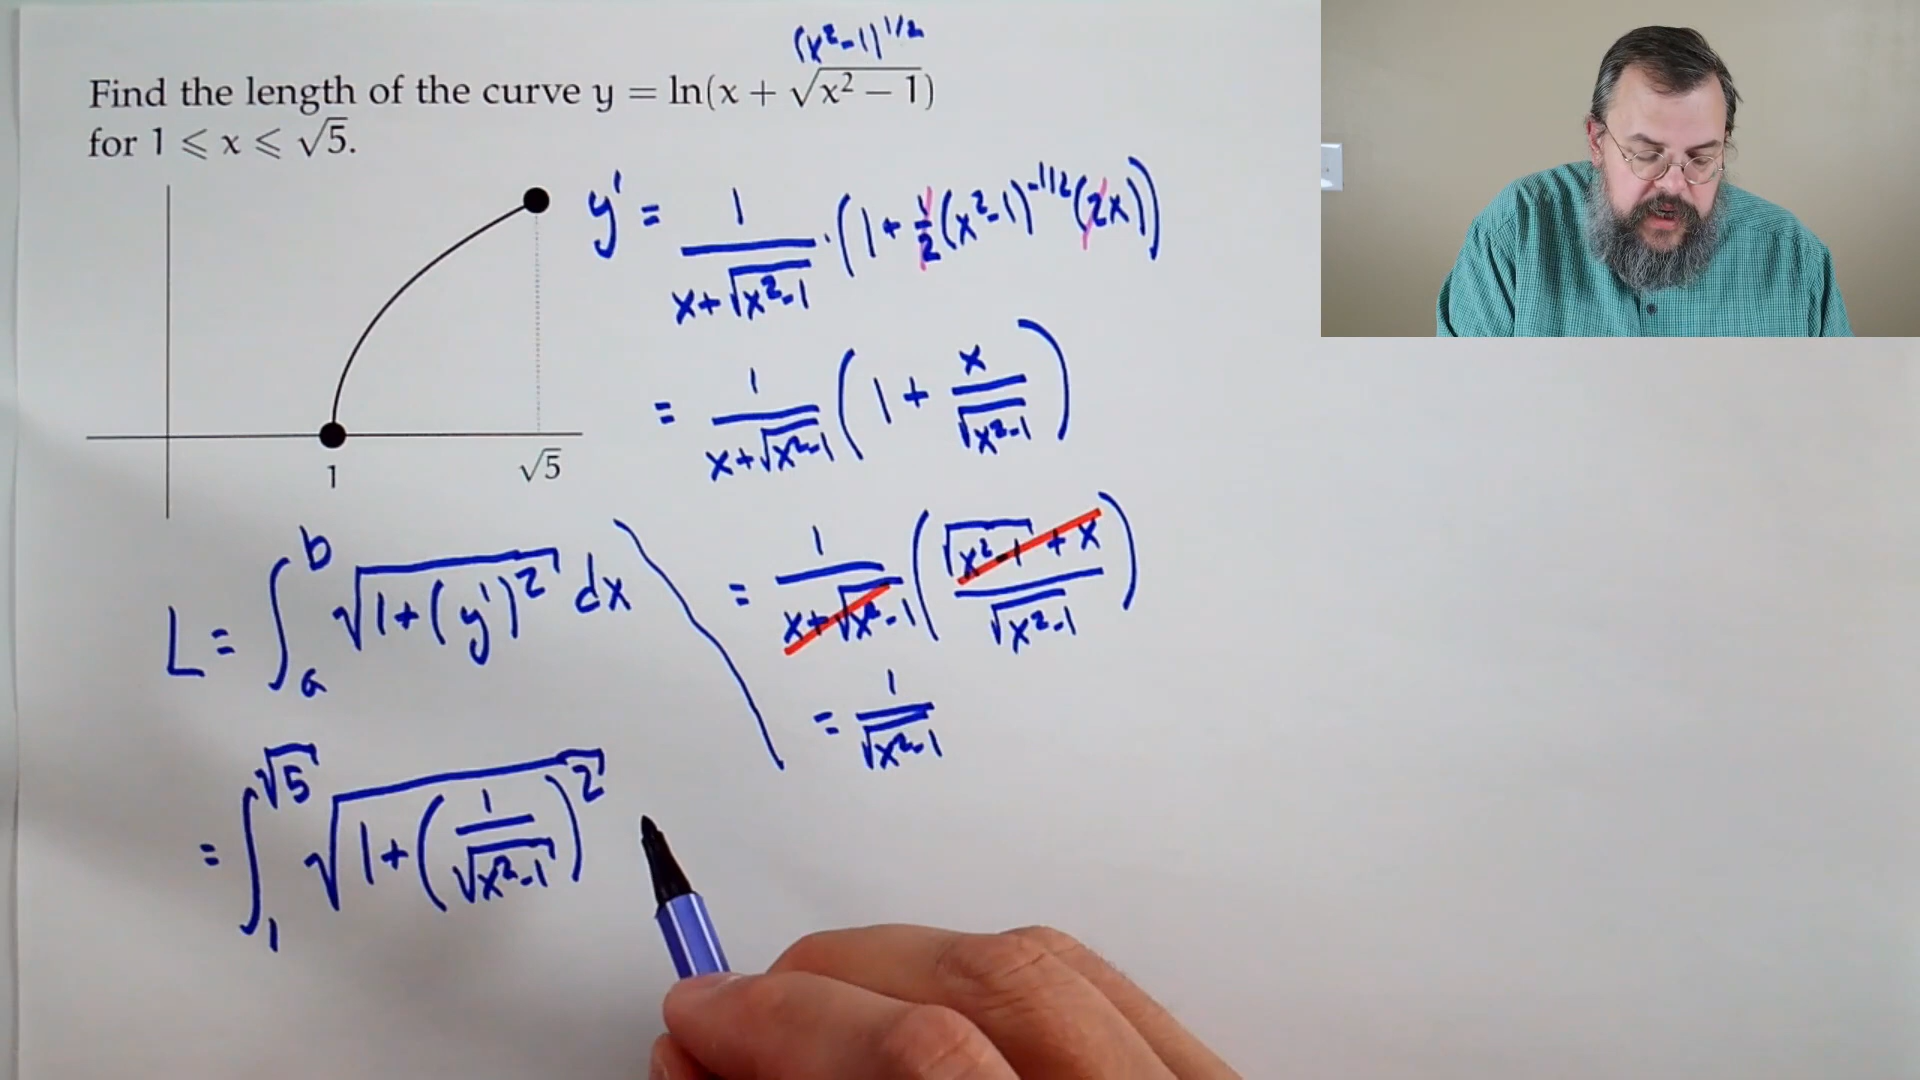 (x²-1)^1/2
Find the length of the curve y = ln(x + √(x² − 1))
for 1 ⩽ x ⩽ √5.
y' = 1/(x+√(x²-1)) · (1 + 1/2 (x²-1)^-1/2 (2x))
= 1/(x+√(x²-1)) (1 + x/√(x²-1))
1 √5
= 1/(x+√(x²-1)) ((√(x²-1) + x)/√(x²-1))
= 1/√(x²-1)
L = ∫_a^b √(1+(y')²) dx
= ∫_1^√5 √(1+(1/√(x²-1))²)